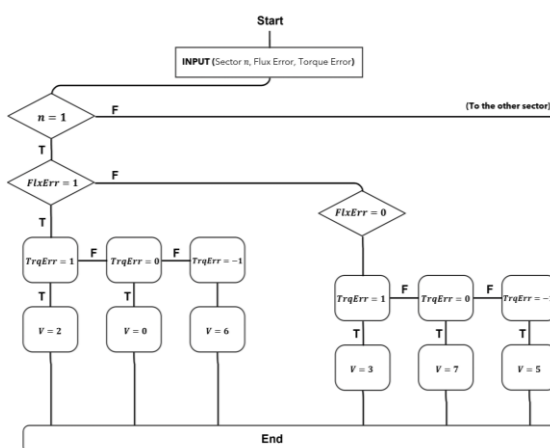 Start
INPUT (Sector n, Flux Error, Torque Error)
n = 1
F
(To the other sector)
T
FlxErr = 1
F
T
FlxErr = 0
TrqErr = 1
F
TrqErr = 0
F
TrqErr = −1
T
T
TrqErr = 1
F
TrqErr = 0
F
TrqErr = −
V = 2
V = 0
V = 6
T
T
T
V = 3
V = 7
V = 5
End